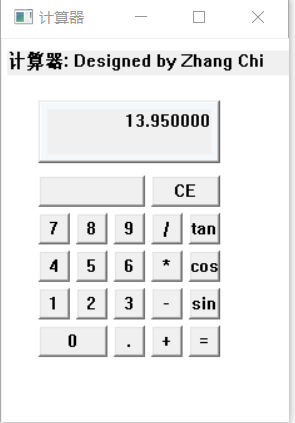 计算器
计算器: Designed by Zhang Chi
13.950000
CE
7 8 9 / tan
4 5 6 * cos
1 2 3 - sin
0 . + =